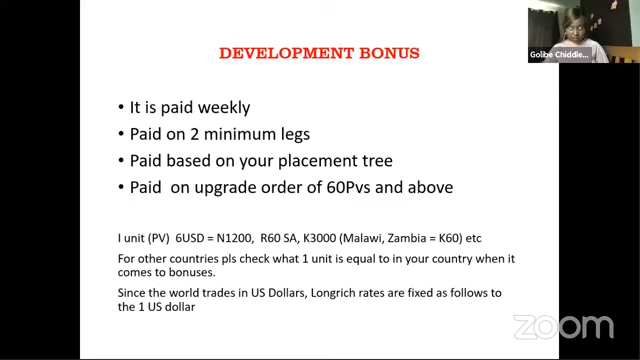 DEVELOPMENT BONUS
Golibe Chiddie...
• It is paid weekly
• Paid on 2 minimum legs
• Paid based on your placement tree
• Paid on upgrade order of 60Pvs and above
I unit (PV) 6USD = N1200, R60 SA, K3000 (Malawi, Zambia = K60) etc
For other countries pls check what 1 unit is equal to in your country when it
comes to bonuses.
Since the world trades in US Dollars, Longrich rates are fixed as follows to
the 1 US dollar
zoom